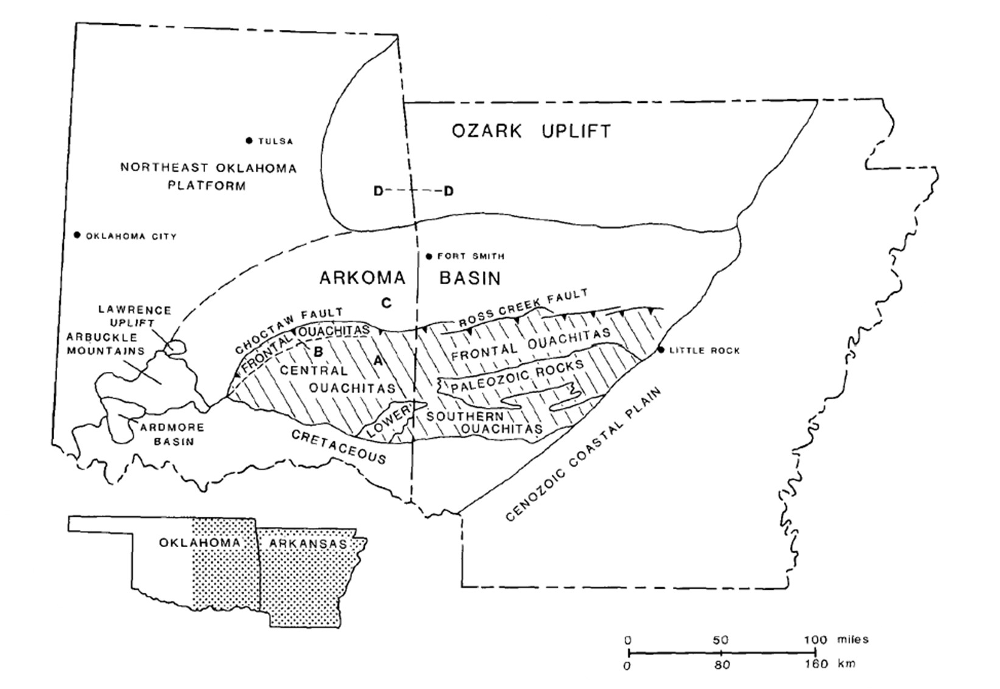 OZARK UPLIFT
TULSA
NORTHEAST OKLAHOMA
PLATFORM
D
D
OKLAHOMA CITY
FORT SMITH
ARKOMA BASIN
C
LAWRENCE
UPLIFT
CHOCTAW FAULT
ROSS CREEK FAULT
ARBUCKLE
MOUNTAINS
FRONTAL OUACHITAS
B
A
FRONTAL OUACHITAS
LITTLE ROCK
CENTRAL
OUACHITAS
PALEOZOIC ROCKS
LOWER
SOUTHERN
OUACHITAS
ARDMORE
BASIN
CRETACEOUS
CENOZOIC COASTAL PLAIN
OKLAHOMA
ARKANSAS
0 50 100 miles
0 80 160 km